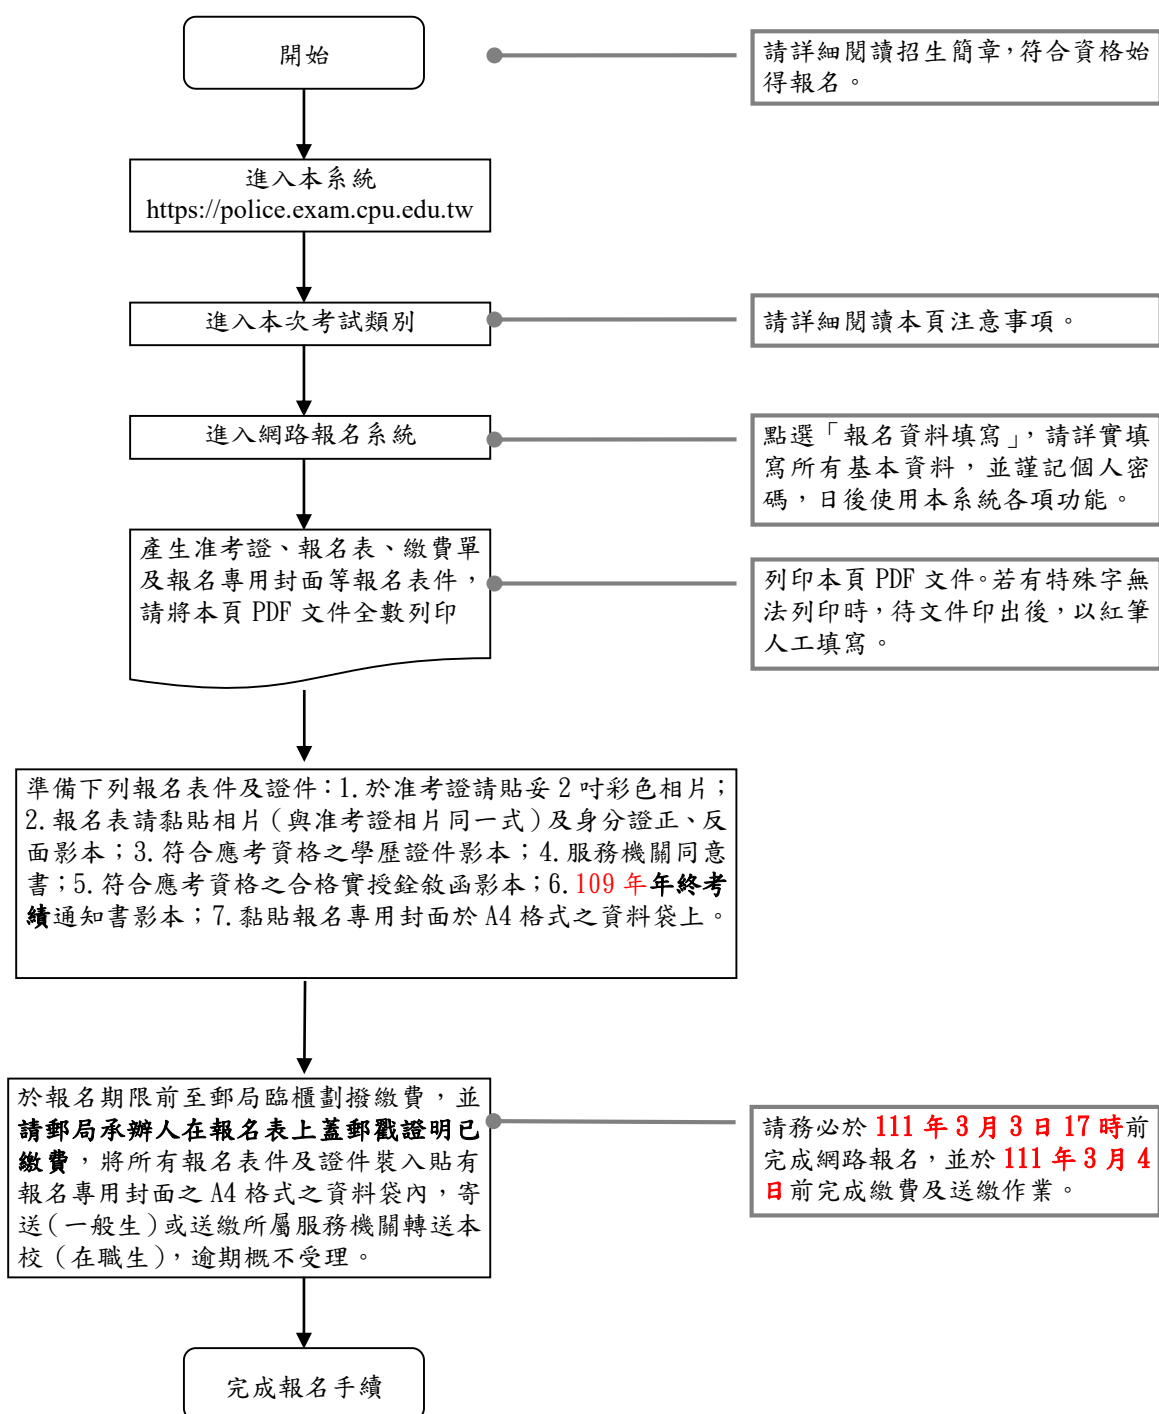 開始
請詳細閱讀招生簡章,符合資格始
得報名。
進入本系統
https://police.exam.cpu.edu.tw
進入本次考試類別
請詳細閱讀本頁注意事項。
進入網路報名系統
點選「報名資料填寫」,請詳實填
寫所有基本資料,並謹記個人密
碼,日後使用本系統各項功能。
產生准考證、報名表、繳費單
及報名專用封面等報名表件,
請將本頁 PDF 文件全數列印
列印本頁 PDF 文件。若有特殊字無
法列印時,待文件印出後,以紅筆
人工填寫。
準備下列報名表件及證件:1.於准考證請貼妥 2 吋彩色相片;
2.報名表請黏貼相片(與准考證相片同一式)及身分證正、反
面影本;3.符合應考資格之學歷證件影本;4.服務機關同意
書;5.符合應考資格之合格實授銓敘函影本;6.109 年年終考
績通知書影本;7.黏貼報名專用封面於 A4 格式之資料袋上。
於報名期限前至郵局臨櫃劃撥繳費,並
請郵局承辦人在報名表上蓋郵戳證明已
繳費,將所有報名表件及證件裝入貼有
報名專用封面之 A4 格式之資料袋內,寄
送(一般生)或送繳所屬服務機關轉送本
校(在職生),逾期概不受理。
請務必於 111 年 3 月 3 日 17 時前
完成網路報名,並於 111 年 3 月 4
日前完成繳費及送繳作業。
完成報名手續